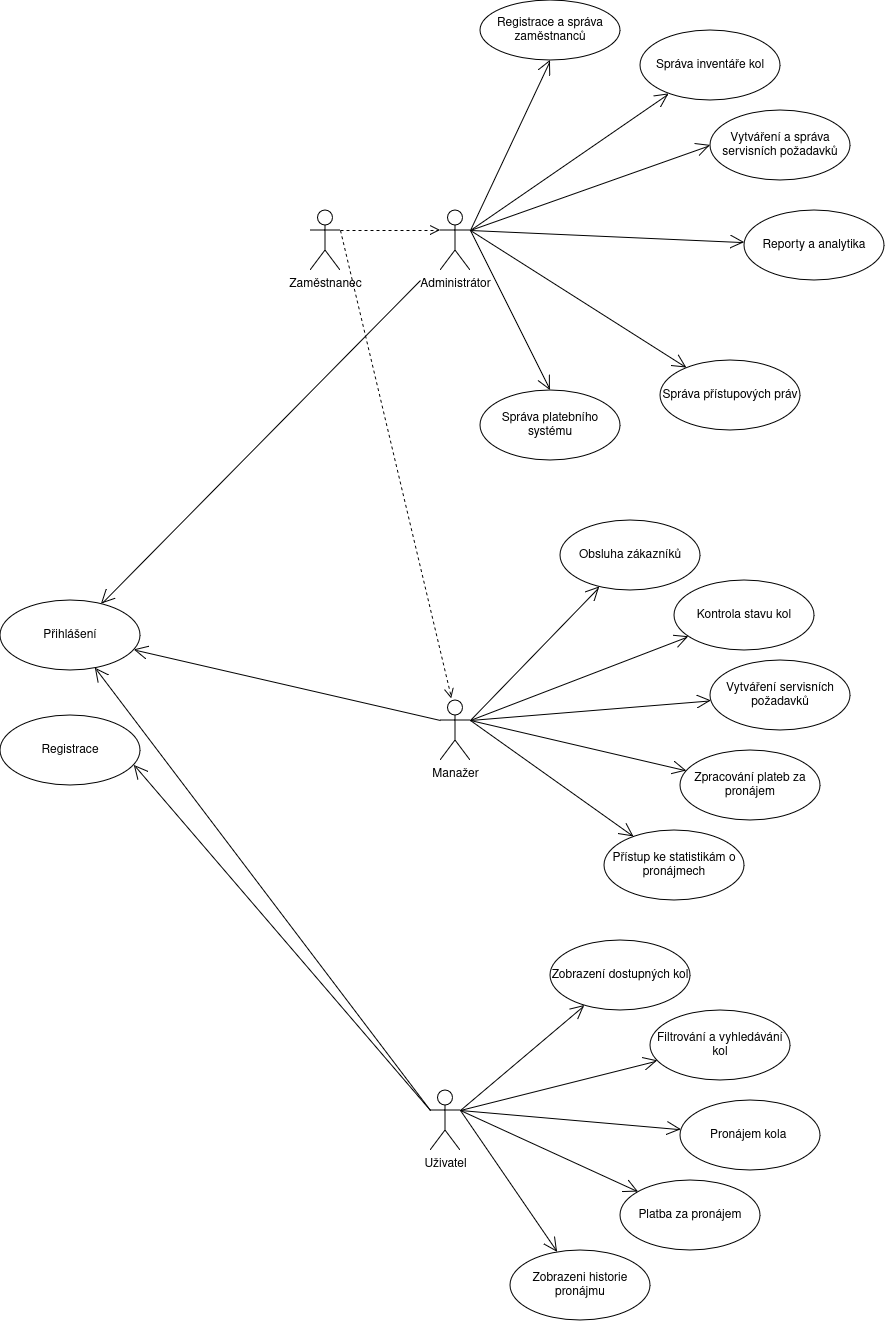 Registrace a správa
zaměstnanců
Správa inventáře kol
Vytváření a správa
servisních požadavků
Reporty a analytika
Zaměstnanec
Administrátor
Správa přístupových práv
Správa platebního
systému
Obsluha zákazníků
Kontrola stavu kol
Přihlášení
Vytváření servisních
požadavků
Registrace
Manažer
Zpracování plateb za
pronájem
Přístup ke statistikám o
pronájmech
Zobrazení dostupných kol
Filtrování a vyhledávání
kol
Pronájem kola
Uživatel
Platba za pronájem
Zobrazeni historie
pronájmu